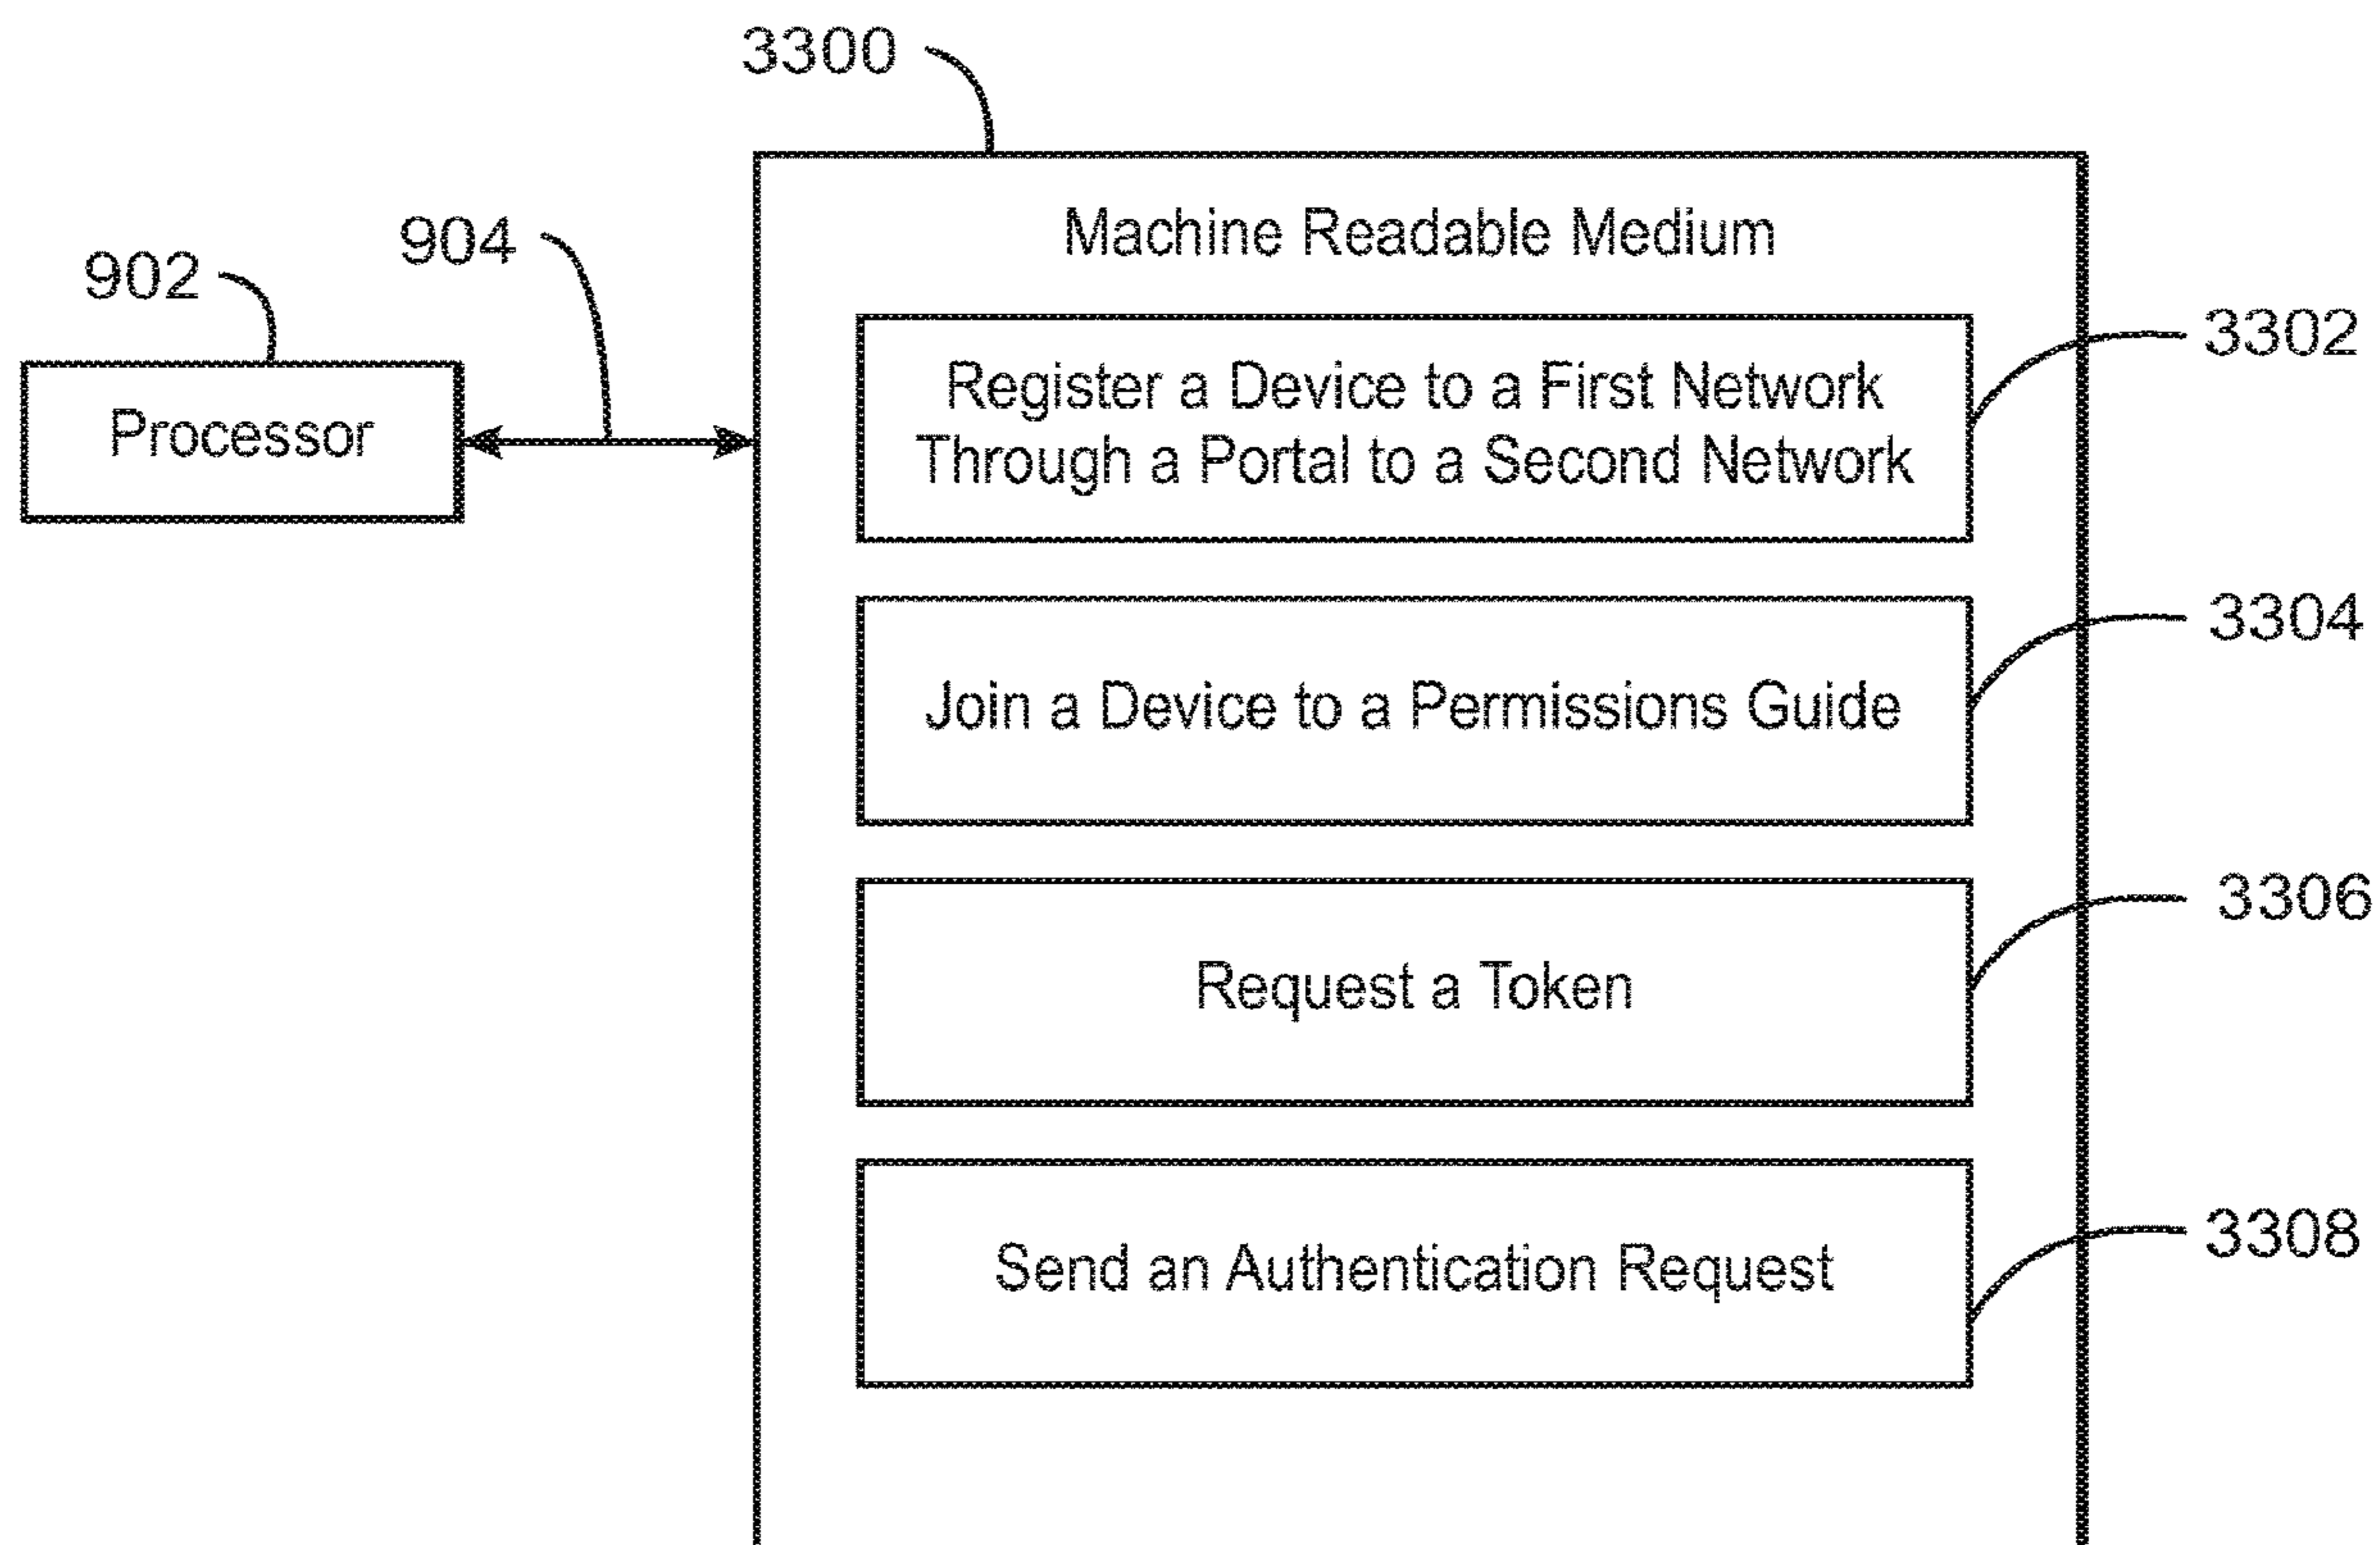 3300
Machine Readable Medium
904
902
Processor
3302
Register a Device to a First Network
Through a Portal to a Second Network
3304
Join a Device to a Permissions Guide
3306
Request a Token
3308
Send an Authentication Request